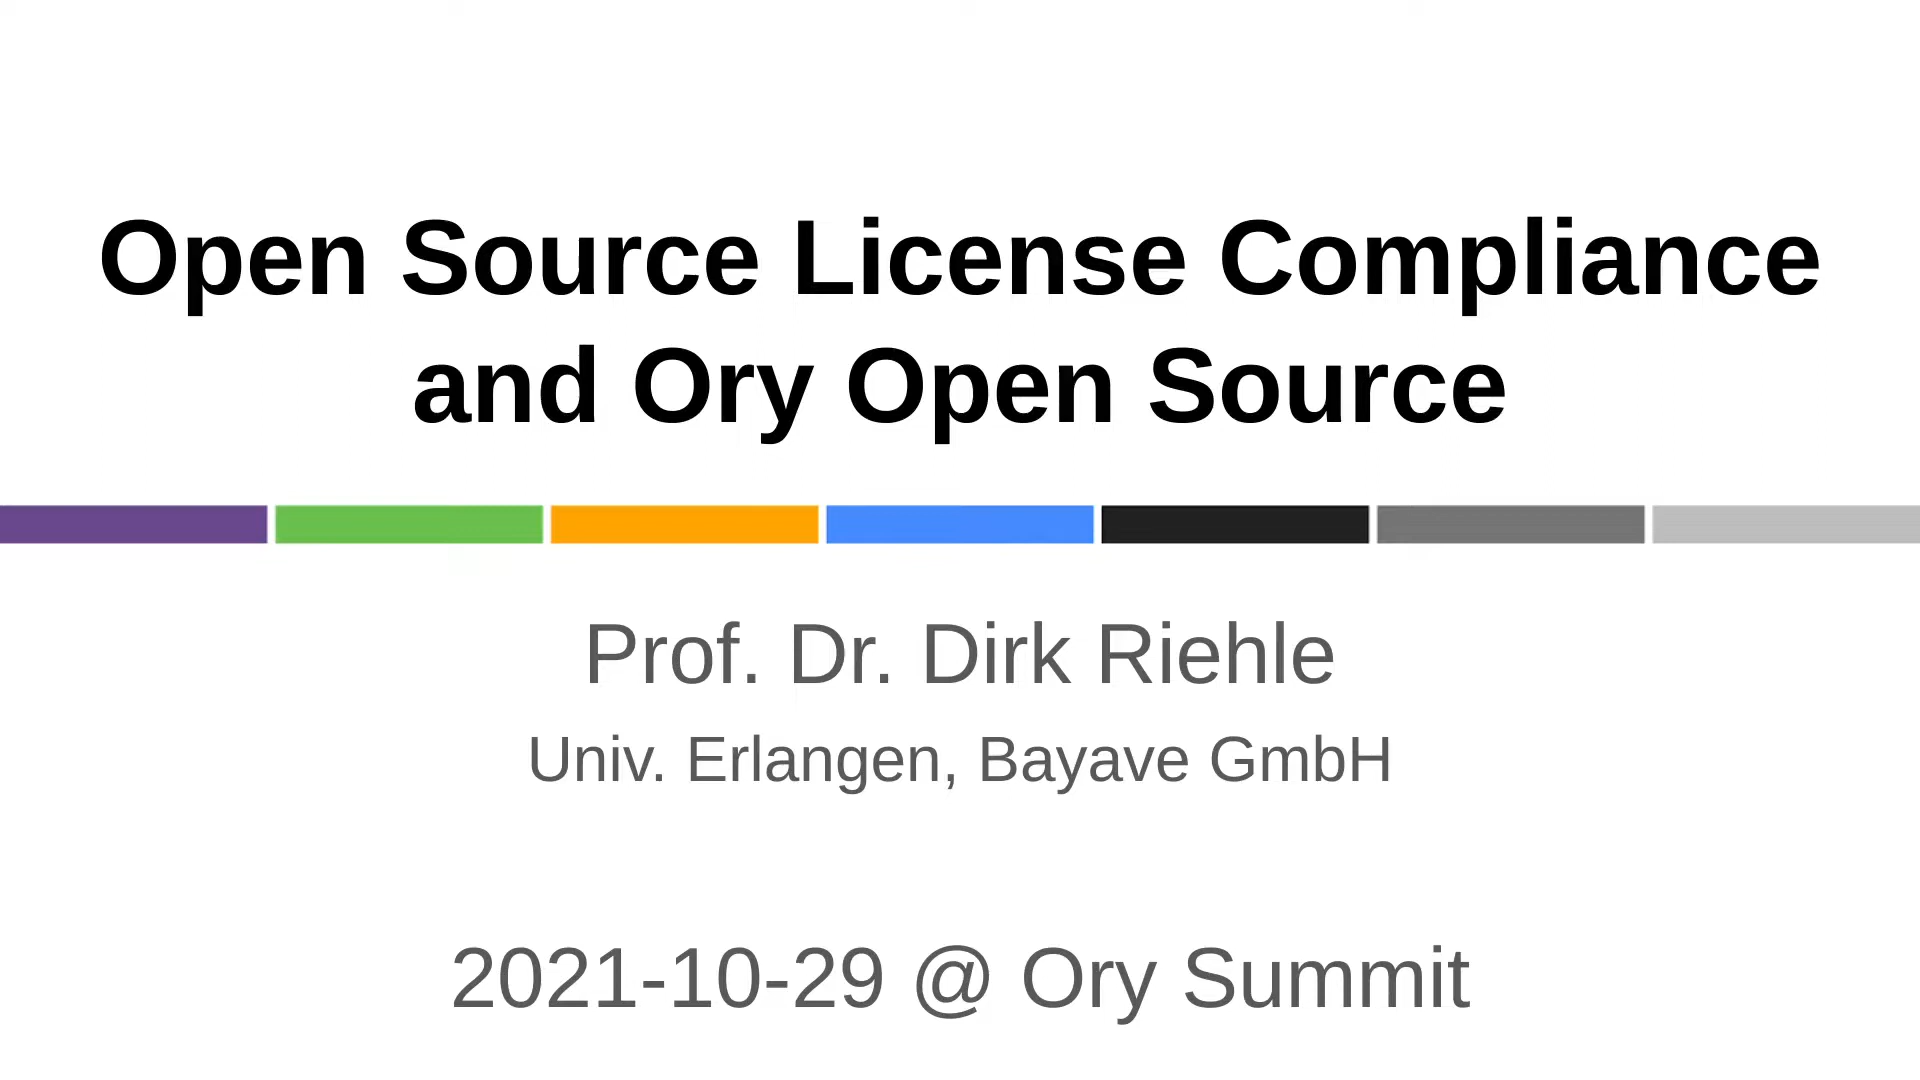 Open Source License Compliance
and Ory Open Source
Prof. Dr. Dirk Riehle
Univ. Erlangen, Bayave GmbH
2021-10-29 @ Ory Summit